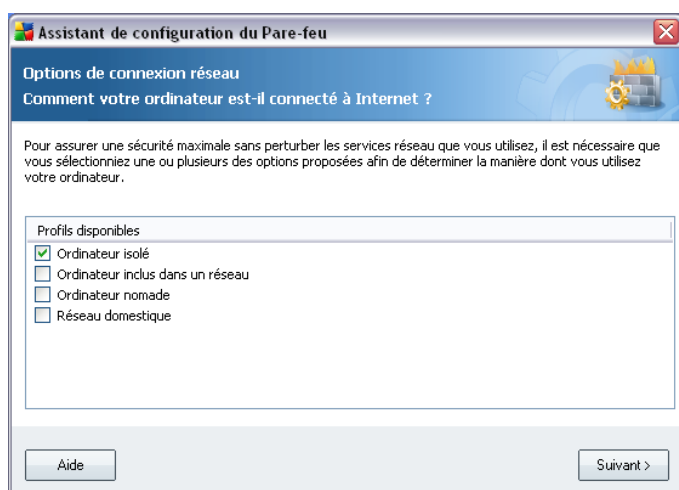 Assistant de configuration du Pare-feu
Options de connexion réseau
Comment votre ordinateur est-il connecté à Internet ?
Pour assurer une sécurité maximale sans perturber les services réseau que vous utilisez, il est nécessaire que
vous sélectionniez une ou plusieurs des options proposées afin de déterminer la manière dont vous utilisez
votre ordinateur.
Profils disponibles
Ordinateur isolé
Ordinateur inclus dans un réseau
Ordinateur nomade
Réseau domestique
Aide
Suivant >